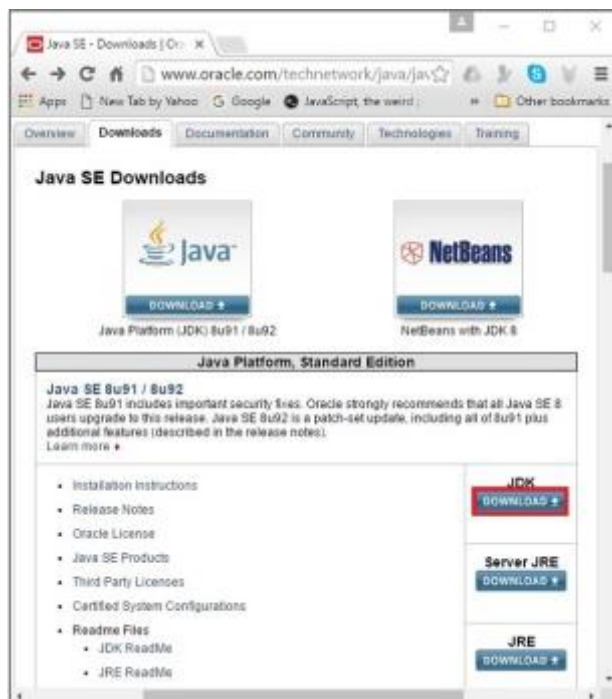 Java SE - Downloads | Or
www.oracle.com/technetwork/java/jav
Apps New Tab by Yahoo Google JavaScript, the weird » Other bookmarks
Overview Downloads Documentation Community Technologies Training
Java SE Downloads
Java NetBeans
DOWNLOAD DOWNLOAD
Java Platform (JDK) 8u91 / 8u92 NetBeans with JDK 8
Java Platform, Standard Edition
Java SE 8u91 / 8u92
Java SE 8u91 includes important security fixes. Oracle strongly recommends that all Java SE 8
users upgrade to this release. Java SE 8u92 is a patch-set update, including all of 8u91 plus
additional features (described in the release notes).
Learn more
JDK
DOWNLOAD
Installation Instructions
Release Notes
Oracle License
Java SE Products
Third Party Licenses
Certified System Configurations
Readme Files
JDK ReadMe
JRE ReadMe
Server JRE
DOWNLOAD
JRE
DOWNLOAD